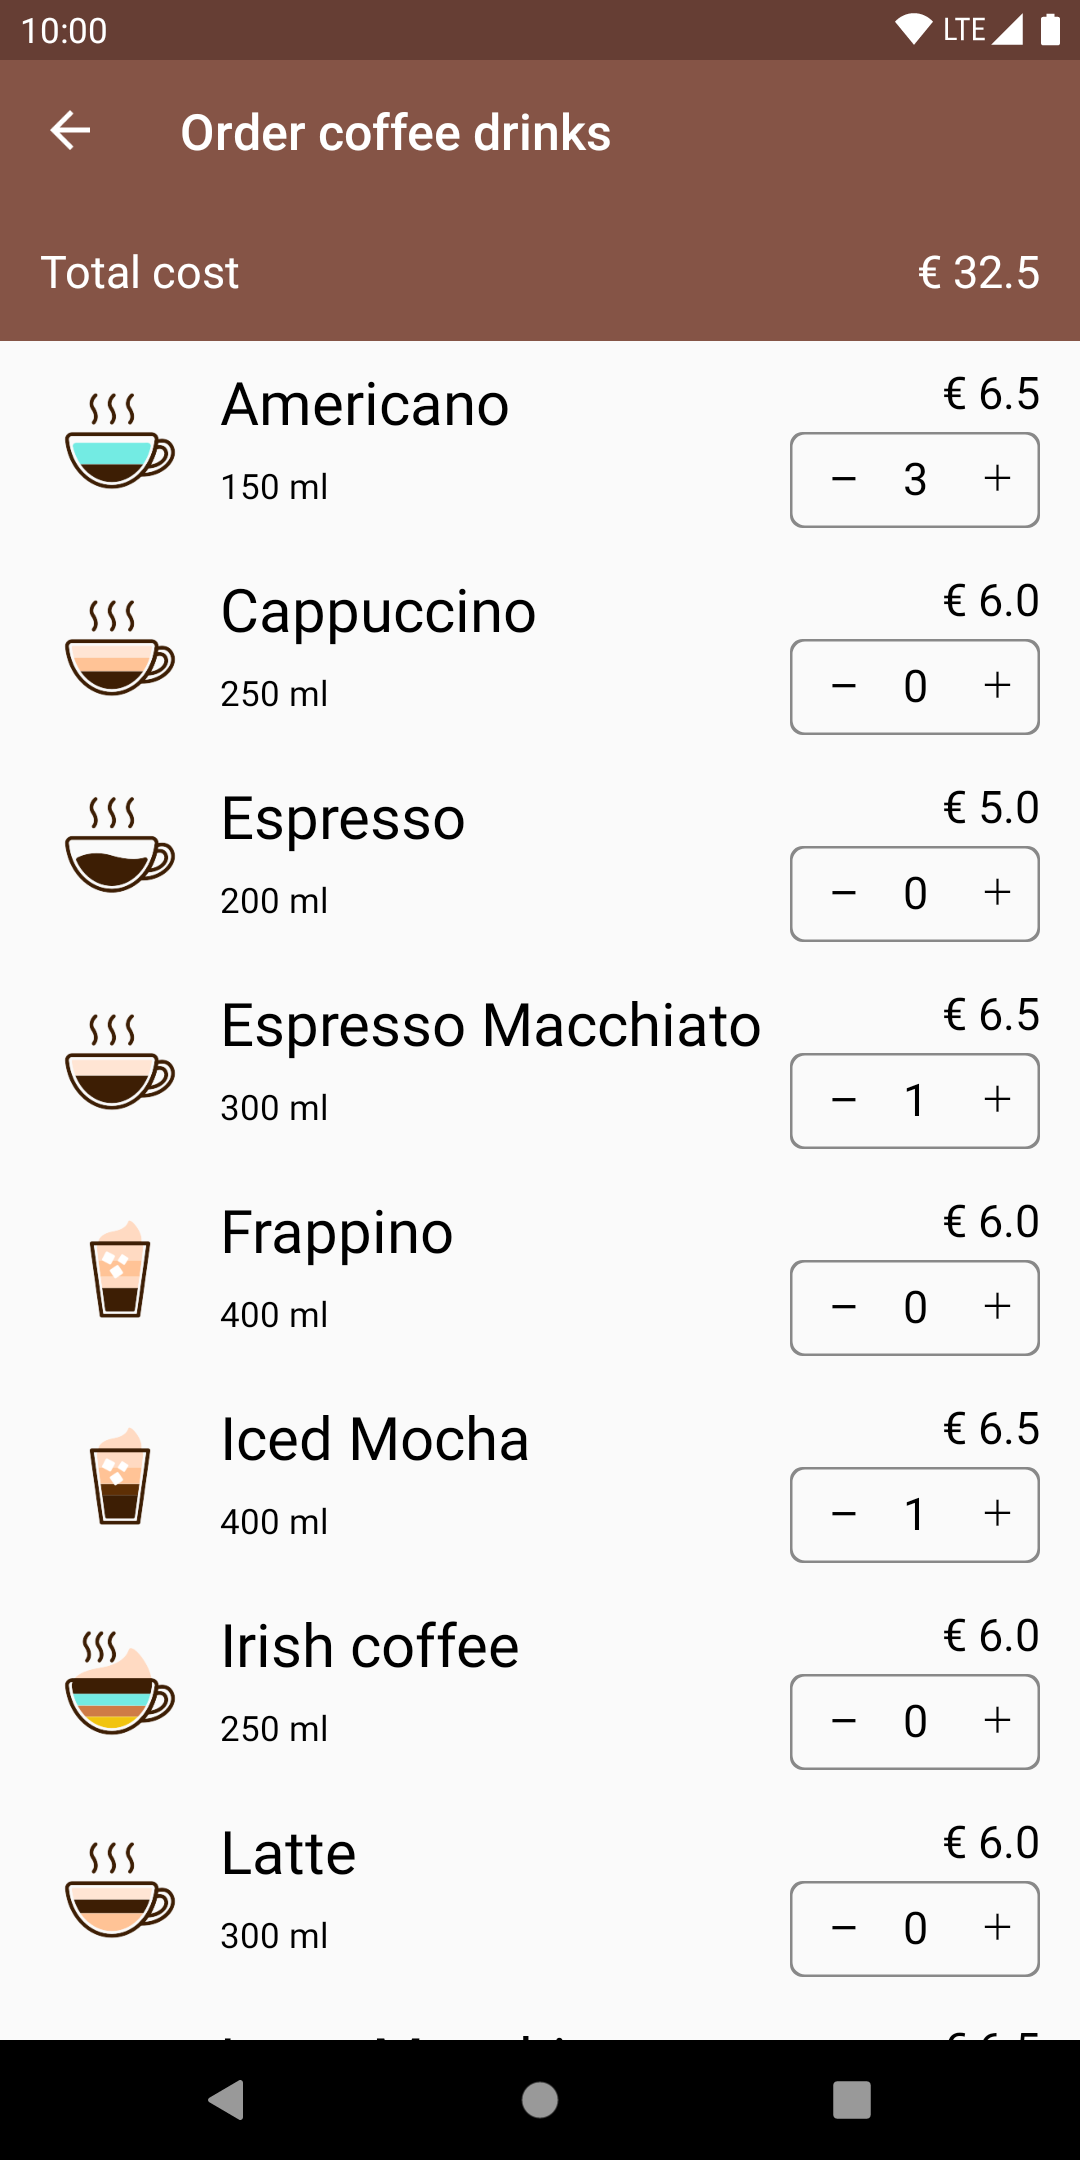 10:00 LTE
Order coffee drinks
Total cost € 32.5
Americano € 6.5
150 ml − 3 +
Cappuccino € 6.0
250 ml − 0 +
Espresso € 5.0
200 ml − 0 +
Espresso Macchiato € 6.5
300 ml − 1 +
Frappino € 6.0
400 ml − 0 +
Iced Mocha € 6.5
400 ml − 1 +
Irish coffee € 6.0
250 ml − 0 +
Latte € 6.0
300 ml − 0 +